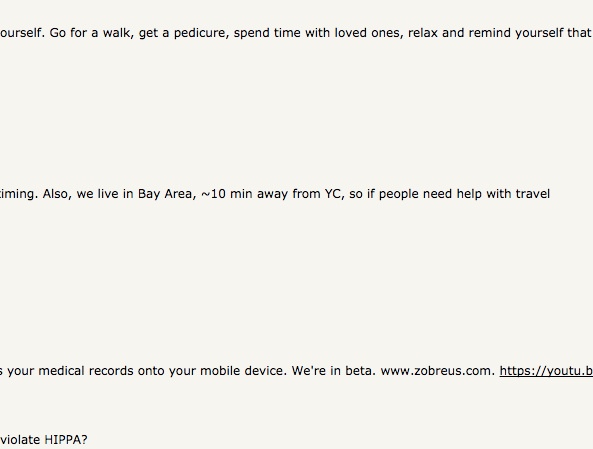 ourself. Go for a walk, get a pedicure, spend time with loved ones, relax and remind yourself that
timing. Also, we live in Bay Area, ~10 min away from YC, so if people need help with travel
s your medical records onto your mobile device. We're in beta. www.zobreus.com. https://youtu.b
violate HIPPA?